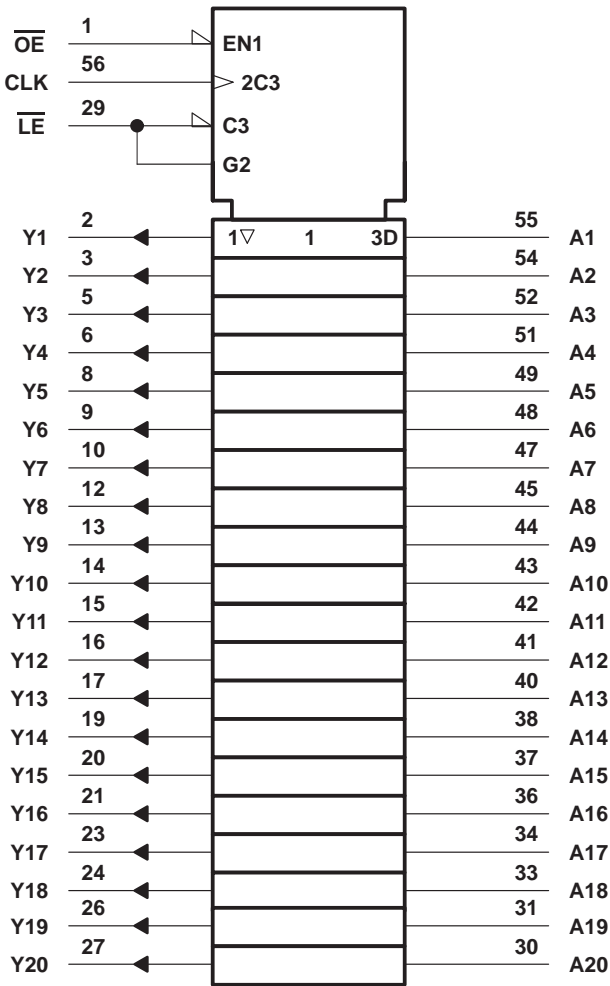 1
O̅E̅ EN1
56
CLK 2C3
29
L̅E̅ C3
G2
2 55
Y1 1▽ 1 3D A1
3 54
Y2 A2
5 52
Y3 A3
6 51
Y4 A4
8 49
Y5 A5
9 48
Y6 A6
10 47
Y7 A7
12 45
Y8 A8
13 44
Y9 A9
14 43
Y10 A10
15 42
Y11 A11
16 41
Y12 A12
17 40
Y13 A13
19 38
Y14 A14
20 37
Y15 A15
21 36
Y16 A16
23 34
Y17 A17
24 33
Y18 A18
26 31
Y19 A19
27 30
Y20 A20